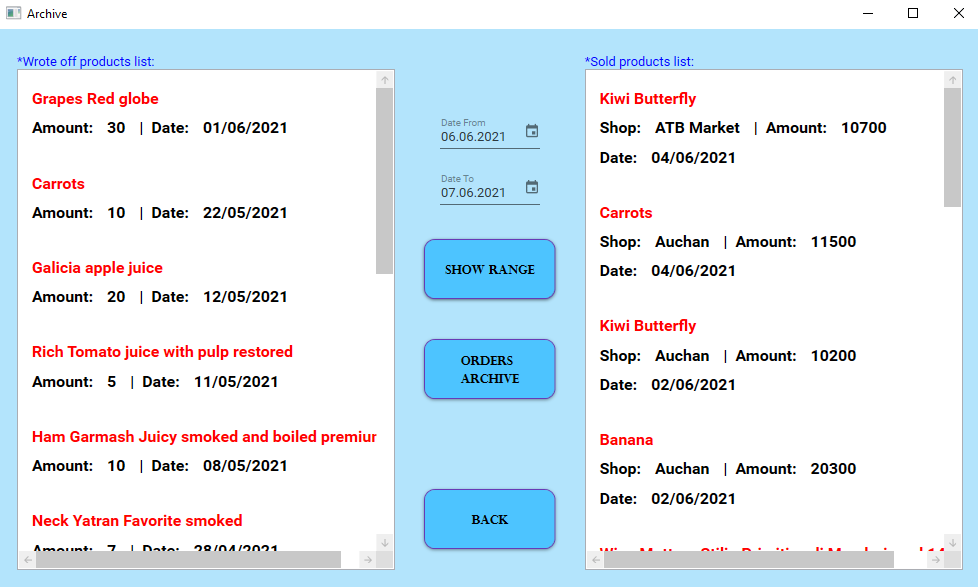 Archive
*Wrote off products list:
Grapes Red globe
Amount: 30 | Date: 01/06/2021
Carrots
Amount: 10 | Date: 22/05/2021
Galicia apple juice
Amount: 20 | Date: 12/05/2021
Rich Tomato juice with pulp restored
Amount: 5 | Date: 11/05/2021
Ham Garmash Juicy smoked and boiled premiur
Amount: 10 | Date: 08/05/2021
Neck Yatran Favorite smoked
Amount: 7 | Date: 28/04/2021
Date From
06.06.2021
Date To
07.06.2021
SHOW RANGE
ORDERS
ARCHIVE
BACK
*Sold products list:
Kiwi Butterfly
Shop: ATB Market | Amount: 10700
Date: 04/06/2021
Carrots
Shop: Auchan | Amount: 11500
Date: 04/06/2021
Kiwi Butterfly
Shop: Auchan | Amount: 10200
Date: 02/06/2021
Banana
Shop: Auchan | Amount: 20300
Date: 02/06/2021